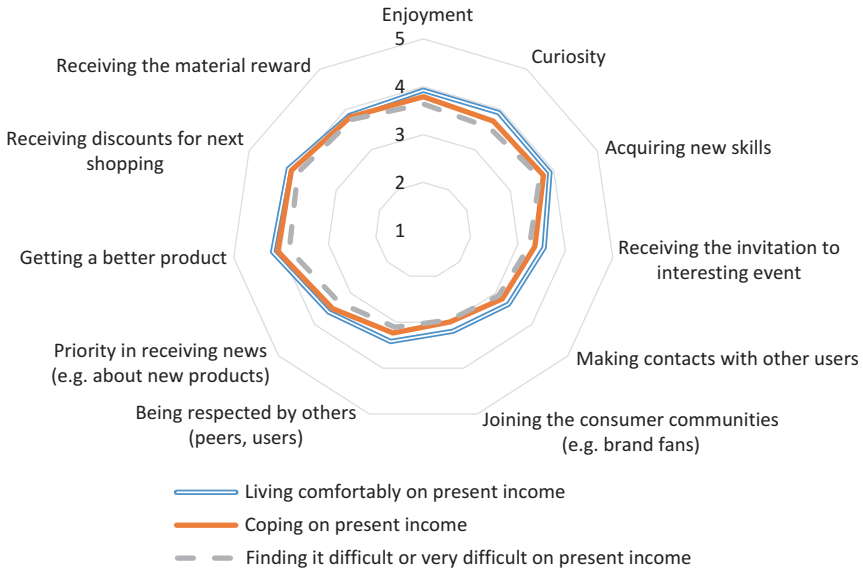 Enjoyment
5
Receiving the material reward
Curiosity
4
Receiving discounts for next
shopping
3
Acquiring new skills
2
Getting a better product
1
Receiving the invitation to
interesting event
Priority in receiving news
(e.g. about new products)
Making contacts with other users
Being respected by others
(peers, users)
Joining the consumer communities
(e.g. brand fans)
Living comfortably on present income
Coping on present income
Finding it difficult or very difficult on present income